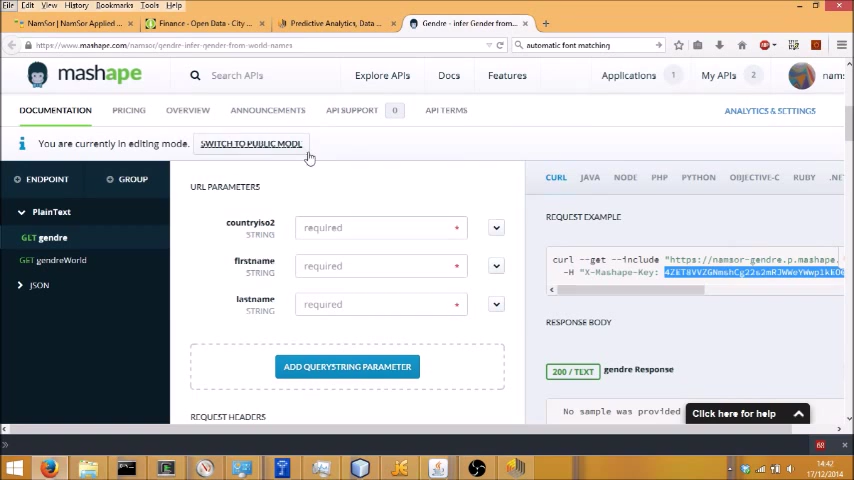 File Edit View History Bookmarks Tools Help
NamSor | NamSor Applied ...
Finance - Open Data - City ...
Predictive Analytics, Data ...
Gendre - infer Gender from...
https://www.mashape.com/namsor/gendre-infer-gender-from-world-names
automatic font matching
mashape
Search APIs
Explore APIs
Docs
Features
Applications 1
My APIs 2
nams
DOCUMENTATION
PRICING
OVERVIEW
ANNOUNCEMENTS
API SUPPORT 0
API TERMS
ANALYTICS & SETTINGS
You are currently in editing mode.
SWITCH TO PUBLIC MODE
ENDPOINT
GROUP
PlainText
GET gendre
GET gendreWorld
JSON
URL PARAMETERS
countryiso2
STRING
required *
firstname
STRING
required *
lastname
STRING
required *
ADD QUERYSTRING PARAMETER
REQUEST HEADERS
CURL
JAVA
NODE
PHP
PYTHON
OBJECTIVE-C
RUBY
.NE
REQUEST EXAMPLE
curl --get --include "https://namsor-gendre.p.mashape.
-H "X-Mashape-Key:
RESPONSE BODY
200 / TEXT
gendre Response
No sample was provided
Click here for help
14:42
17/12/2014